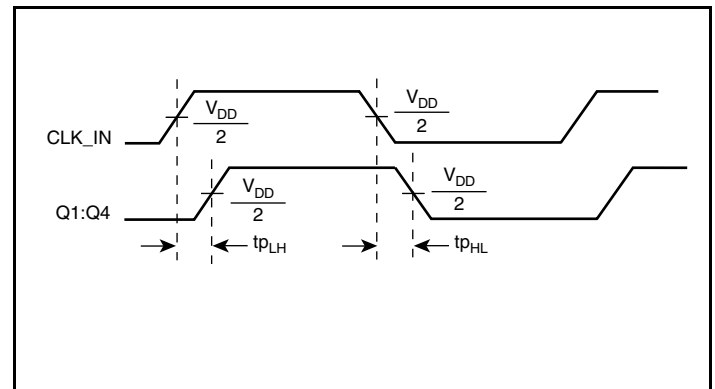 CLK_IN
V_DD
2
V_DD
2
Q1:Q4
V_DD
2
V_DD
2
tp_LH
tp_HL